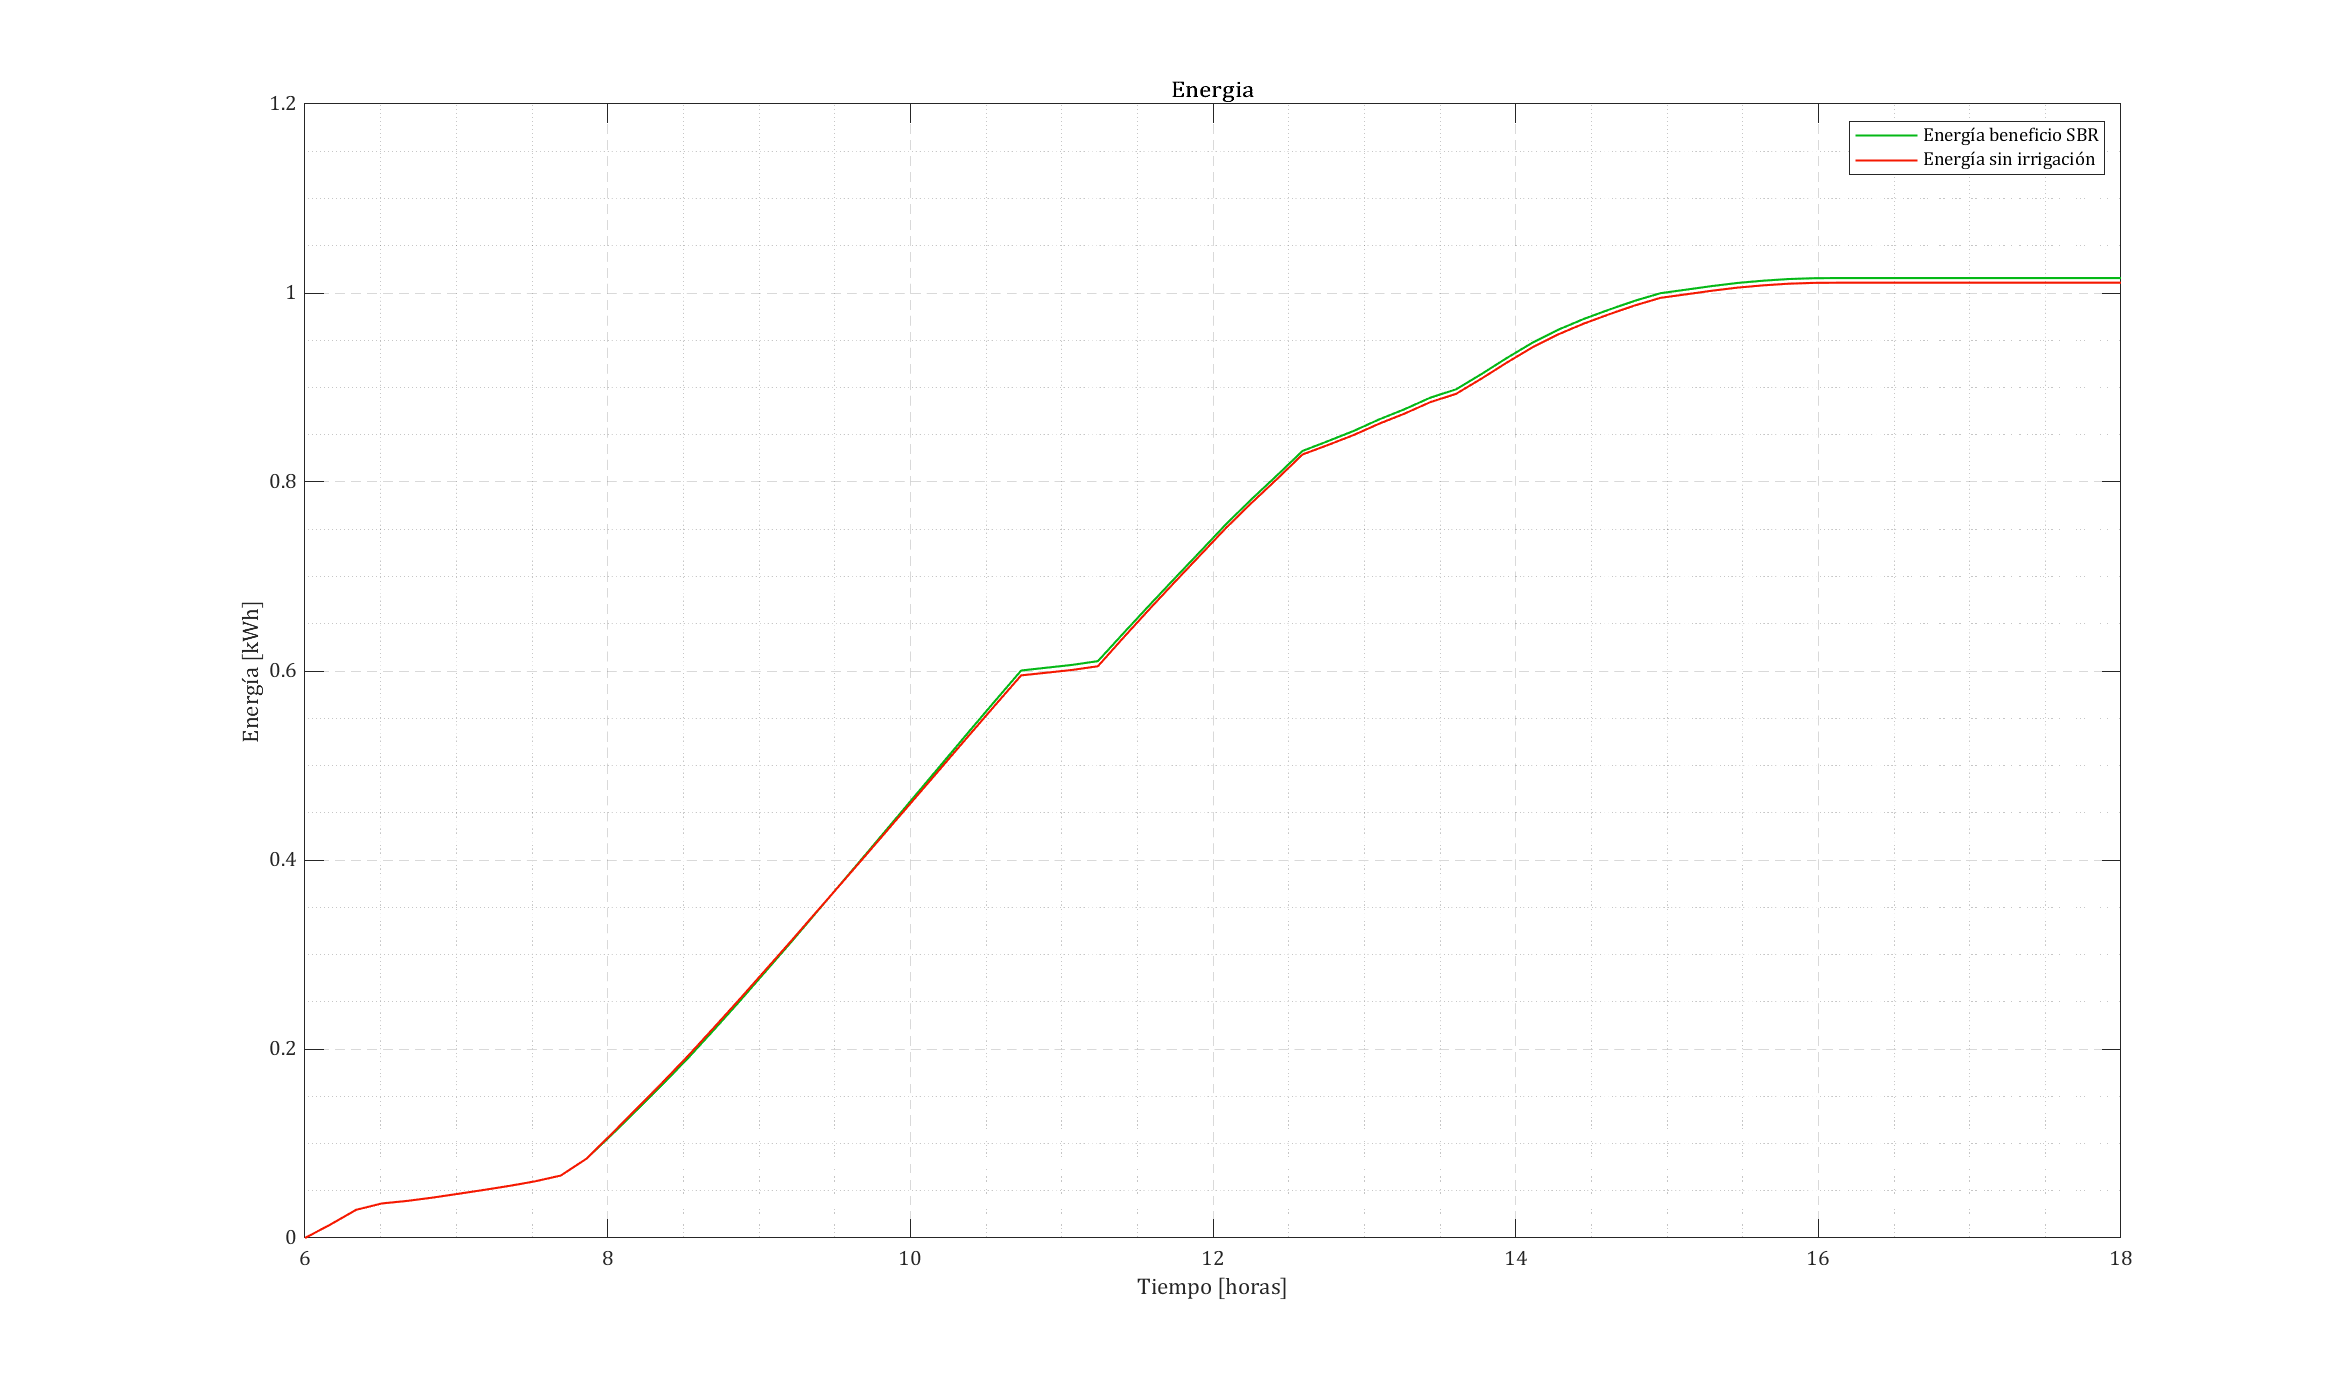 Energia
1.2
Energía beneficio SBR
Energía sin irrigación
1
0.8
0.6
0.4
0.2
0
Energía [kWh]
6 8 10 12 14 16 18
Tiempo [horas]